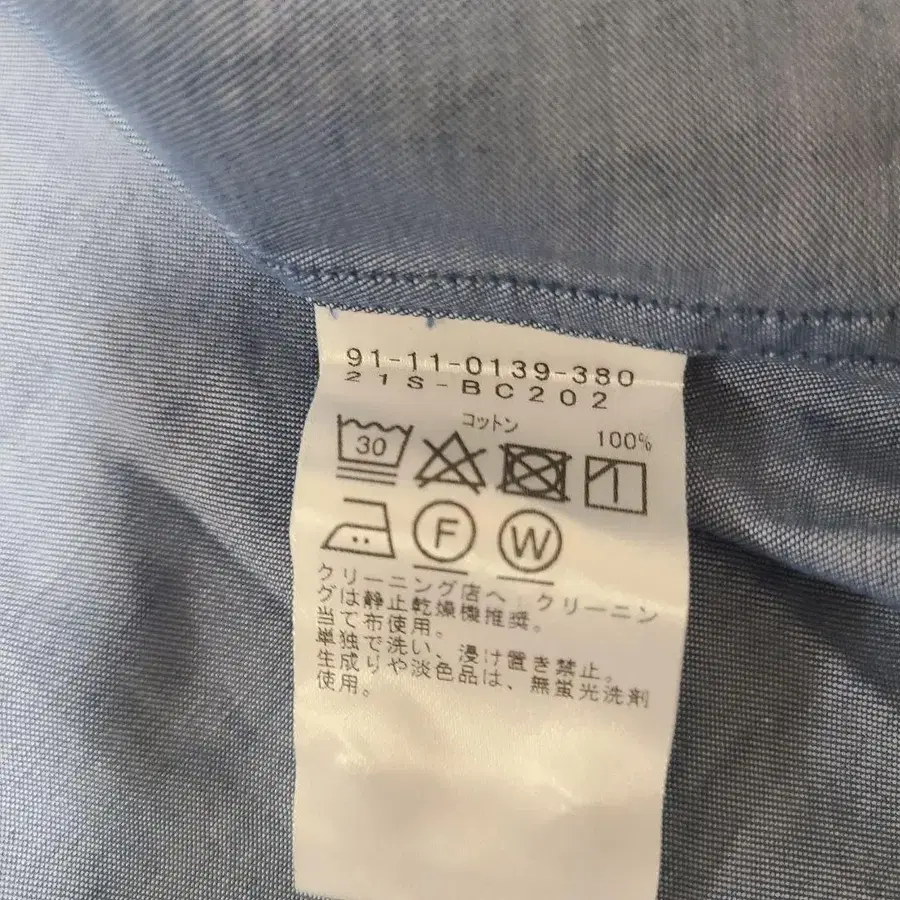 91-11-0139-380
21S-BC202
コットン 100%
30
F W
クリーニング店へ:クリーニン
グは静止乾燥機推奨。
当て布使用。
単独で洗い、浸け置き禁止。
生成りや淡色品は、無蛍光洗剤
使用。